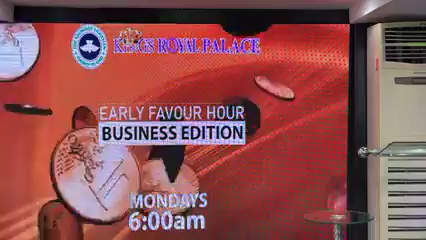 KINGS ROYAL PALACE
EARLY FAVOUR HOUR
BUSINESS EDITION
MONDAYS
6:00am